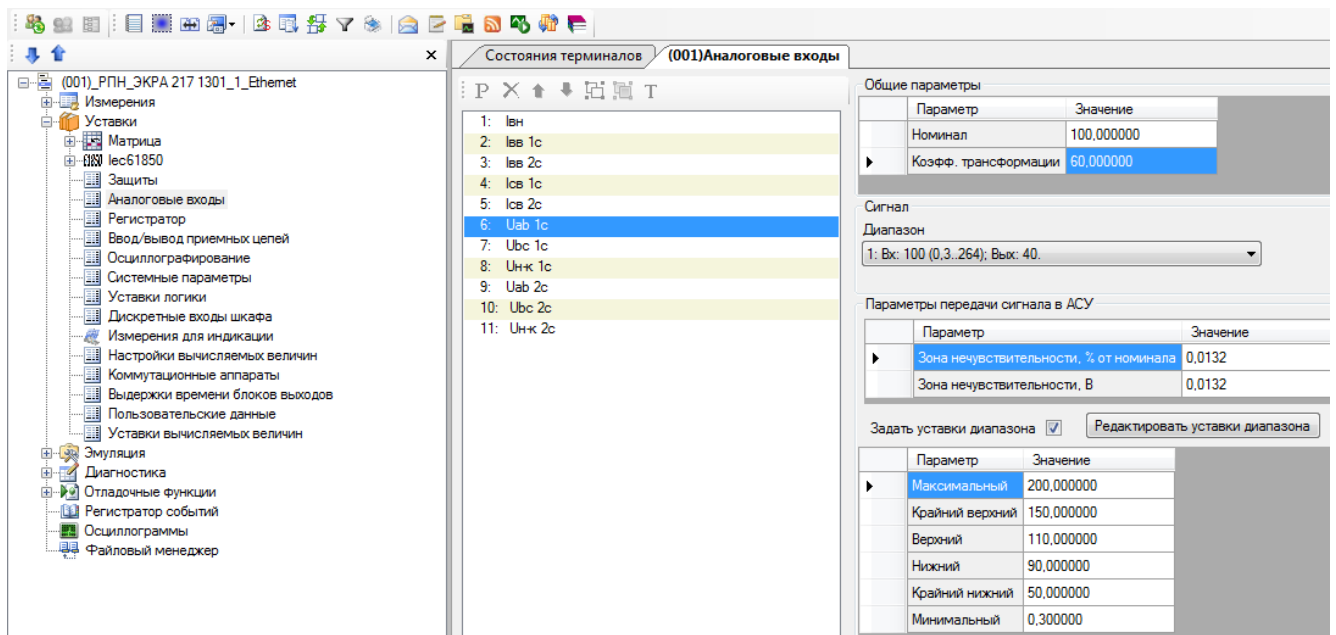 Состояния терминалов
(001)Аналоговые входы
(001)_РПН_ЭКРА 217 1301_1_Ethernet
Измерения
Уставки
Матрица
Iec61850
Защиты
Аналоговые входы
Регистратор
Ввод/вывод приемных цепей
Осциллографирование
Системные параметры
Уставки логики
Дискретные входы шкафа
Измерения для индикации
Настройки вычисляемых величин
Коммутационные аппараты
Выдержки времени блоков выходов
Пользовательские данные
Уставки вычисляемых величин
Эмуляция
Диагностика
Отладочные функции
Регистратор событий
Осциллограммы
Файловый менеджер
P T
1: Iвн
2: Iвв 1с
3: Iвв 2с
4: Iсв 1с
5: Iсв 2с
6: Uab 1с
7: Ubc 1с
8: Uн-к 1с
9: Uab 2с
10: Ubc 2с
11: Uн-к 2с
Общие параметры
Параметр Значение
Номинал 100,000000
Коэфф. трансформации 60,000000
Сигнал
Диапазон
1: Вх: 100 (0,3..264); Вых: 40.
Параметры передачи сигнала в АСУ
Параметр Значение
Зона нечувствительности, % от номинала 0,0132
Зона нечувствительности, В 0,0132
Задать уставки диапазона Редактировать уставки диапазона
Параметр Значение
Максимальный 200,000000
Крайний верхний 150,000000
Верхний 110,000000
Нижний 90,000000
Крайний нижний 50,000000
Минимальный 0,300000